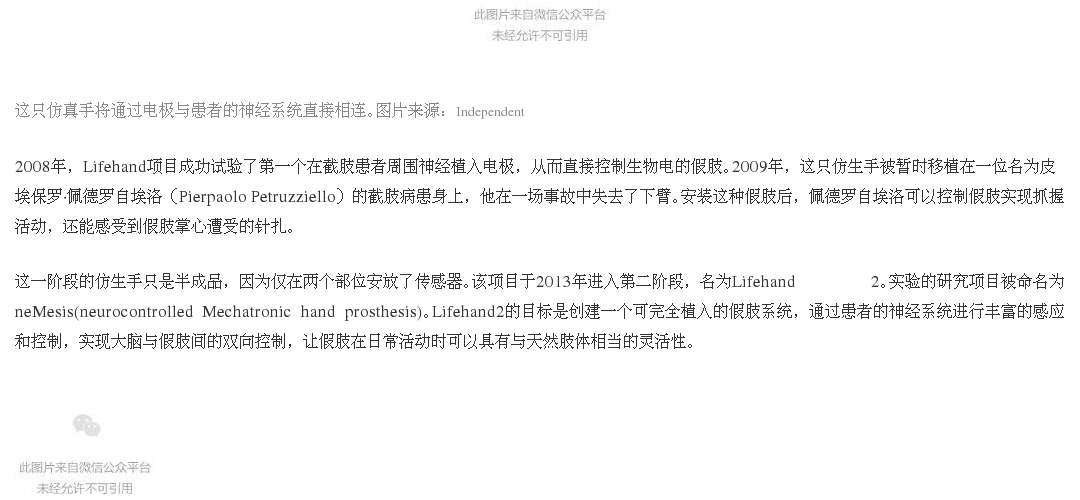 此图片来自微信公众平台
未经允许不可引用
这只仿真手将通过电极与患者的神经系统直接相连。图片来源：Independent
2008年，Lifehand项目成功试验了第一个在截肢患者周围神经植入电极，从而直接控制生物电的假肢。2009年，这只仿生手被暂时移植在一位名为皮
埃保罗·佩德罗自埃洛（Pierpaolo Petruzziello）的截肢病患身上，他在一场事故中失去了下臂。安装这种假肢后，佩德罗自埃洛可以控制假肢实现抓握
活动，还能感受到假肢掌心遭受的针扎。
这一阶段的仿生手只是半成品，因为仅在两个部位安放了传感器。该项目于2013年进入第二阶段，名为Lifehand 2。实验的研究项目被命名为
neMesis(neurocontrolled Mechatronic hand prosthesis)。Lifehand2的目标是创建一个可完全植入的假肢系统，通过患者的神经系统进行丰富的感应
和控制，实现大脑与假肢间的双向控制，让假肢在日常活动时可以具有与天然肢体相当的灵活性。
此图片来自微信公众平台
未经允许不可引用